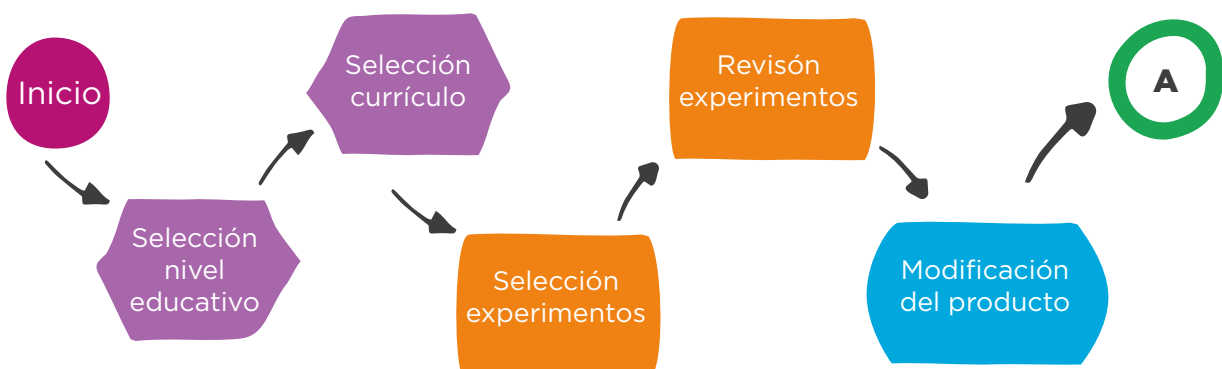 Inicio
Selección
nivel
educativo
Selección
currículo
Selección
experimentos
Revisón
experimentos
Modificación
del producto
A